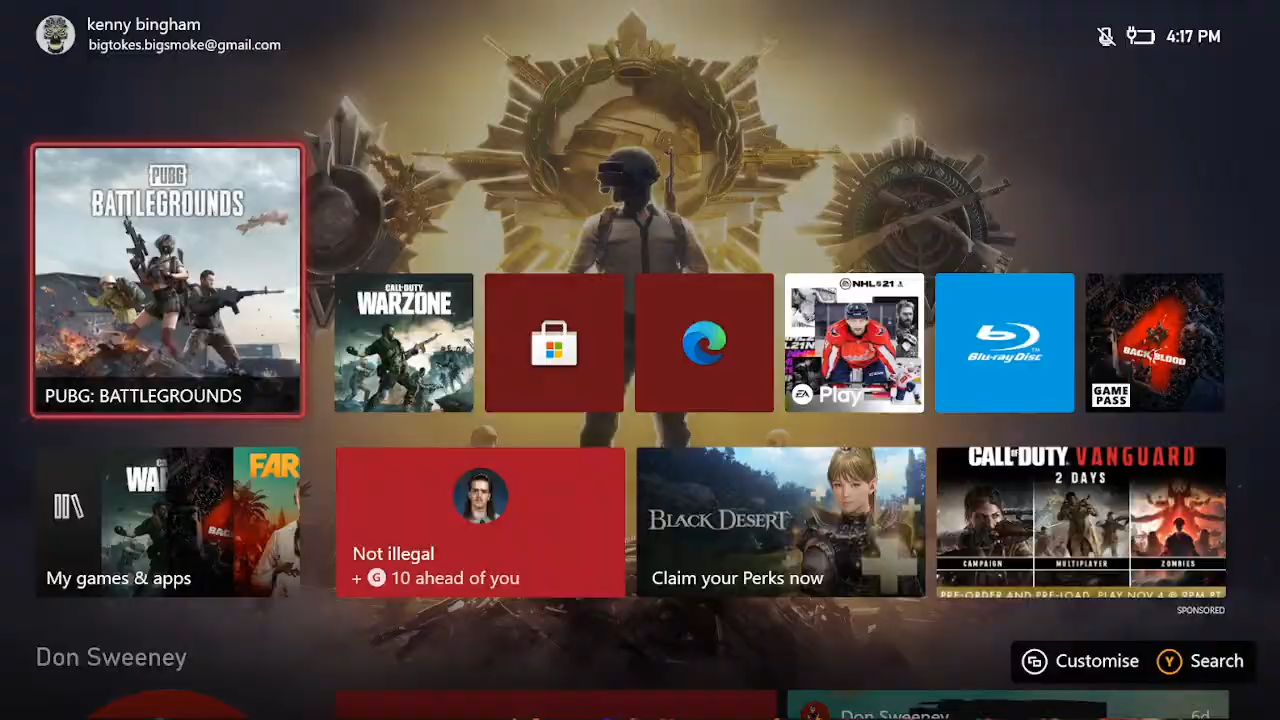 kenny bingham
bigtokes.bigsmoke@gmail.com
4:17 PM
PUBG
BATTLEGROUNDS
PUBG: BATTLEGROUNDS
CALL OF DUTY
WARZONE
EA NHL 21
EA Play
Blu-ray Disc
4
BACK BLOOD
GAME
PASS
WAR
FAR
My games & apps
Not illegal
+ G 10 ahead of you
BLACK DESERT
Claim your Perks now
CALL OF DUTY VANGUARD
2 DAYS
CAMPAIGN
MULTIPLAYER
ZOMBIES
PRE-ORDER AND PRE-LOAD. PLAY NOV 4 @ 9PM PT
SPONSORED
Don Sweeney
Customise
Y Search
Don Sweeney
6d